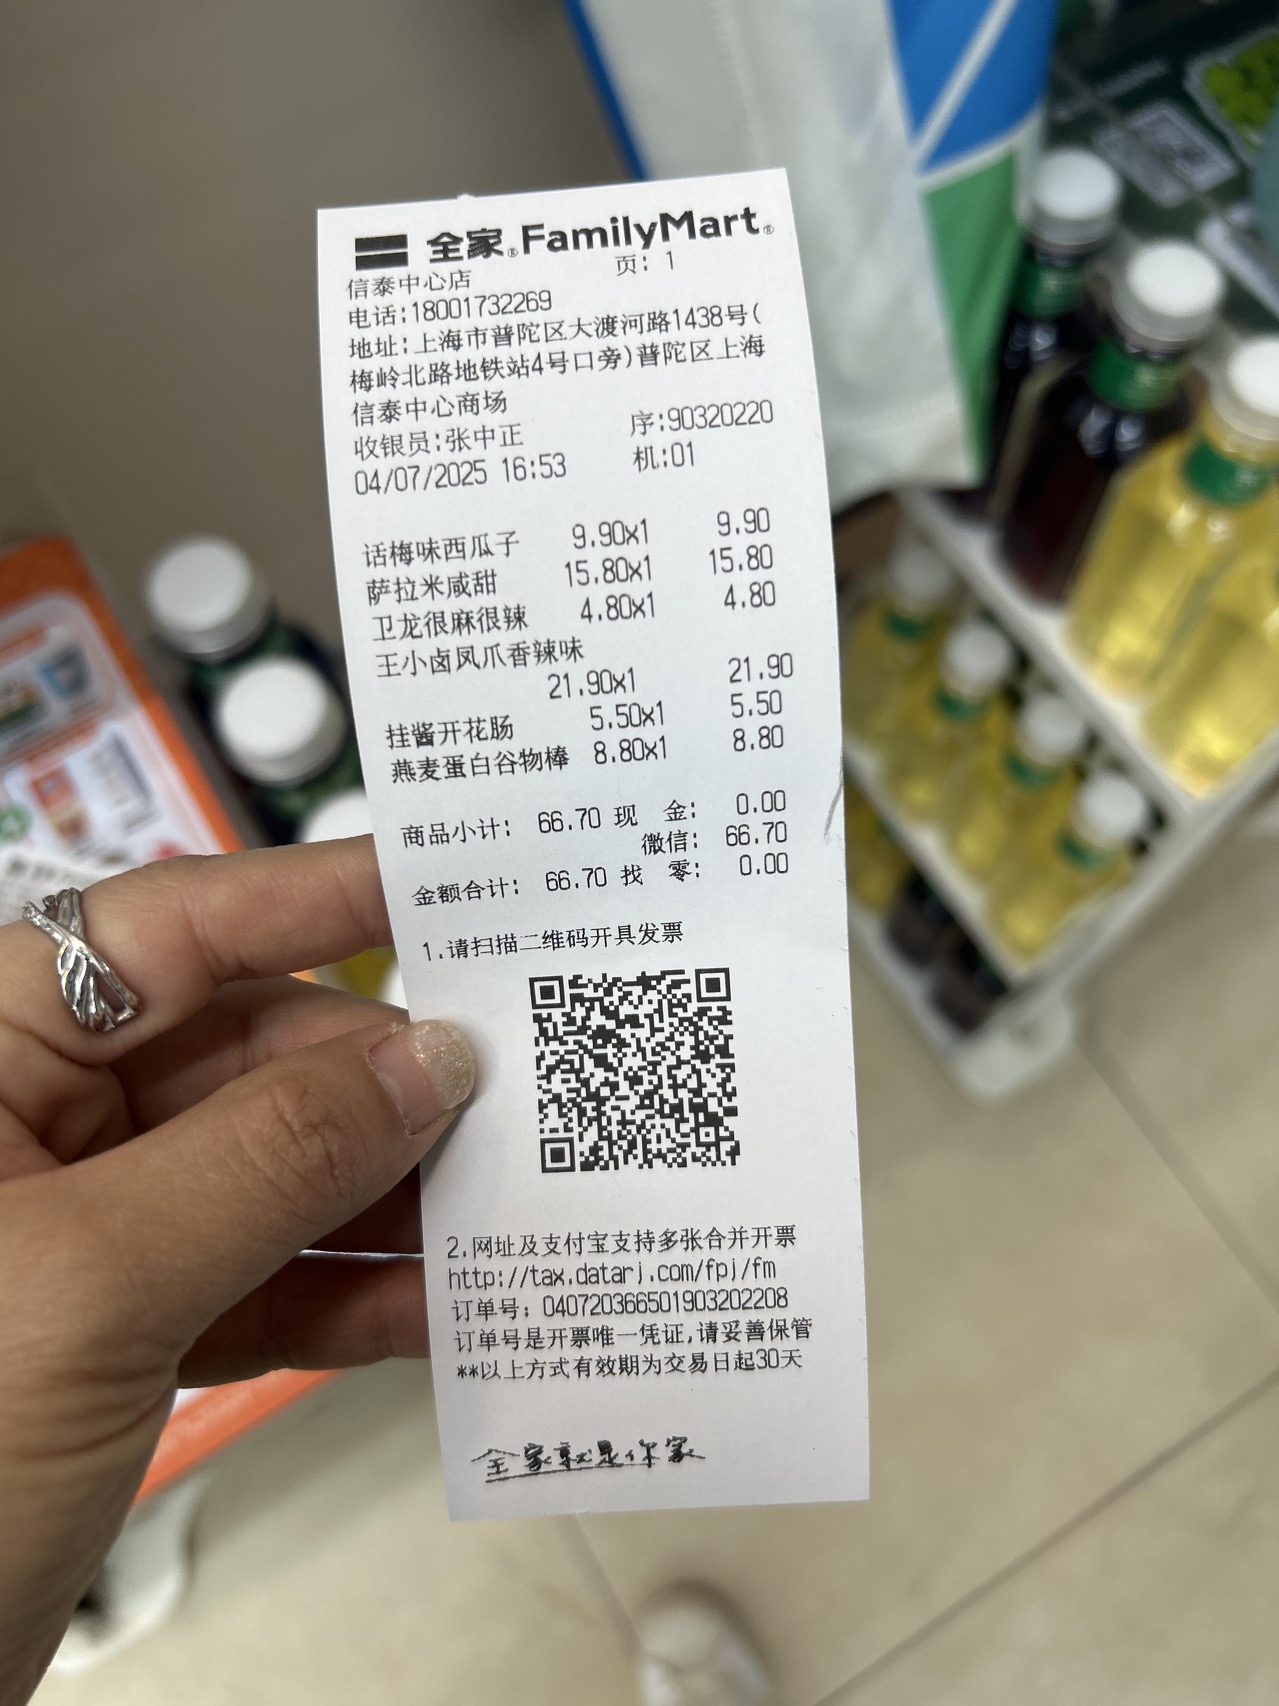 全家®FamilyMart®
信泰中心店 页: 1
电话:18001732269
地址:上海市普陀区大渡河路1438号(
梅岭北路地铁站4号口旁)普陀区上海
信泰中心商场
收银员:张中正 序:90320220
04/07/2025 16:53 机:01
话梅味西瓜子 9.90x1 9.90
萨拉米咸甜 15.80x1 15.80
卫龙很麻很辣 4.80x1 4.80
王小卤凤爪香辣味
21.90x1 21.90
挂酱开花肠 5.50x1 5.50
燕麦蛋白谷物棒 8.80x1 8.80
商品小计: 66.70 现 金: 0.00
微信: 66.70
金额合计: 66.70 找 零: 0.00
1.请扫描二维码开具发票
2.网址及支付宝支持多张合并开票
http://tax.datarj.com/fpj/fm
订单号: 040720366501903202208
订单号是开票唯一凭证,请妥善保管
**以上方式有效期为交易日起30天
全家就是你家